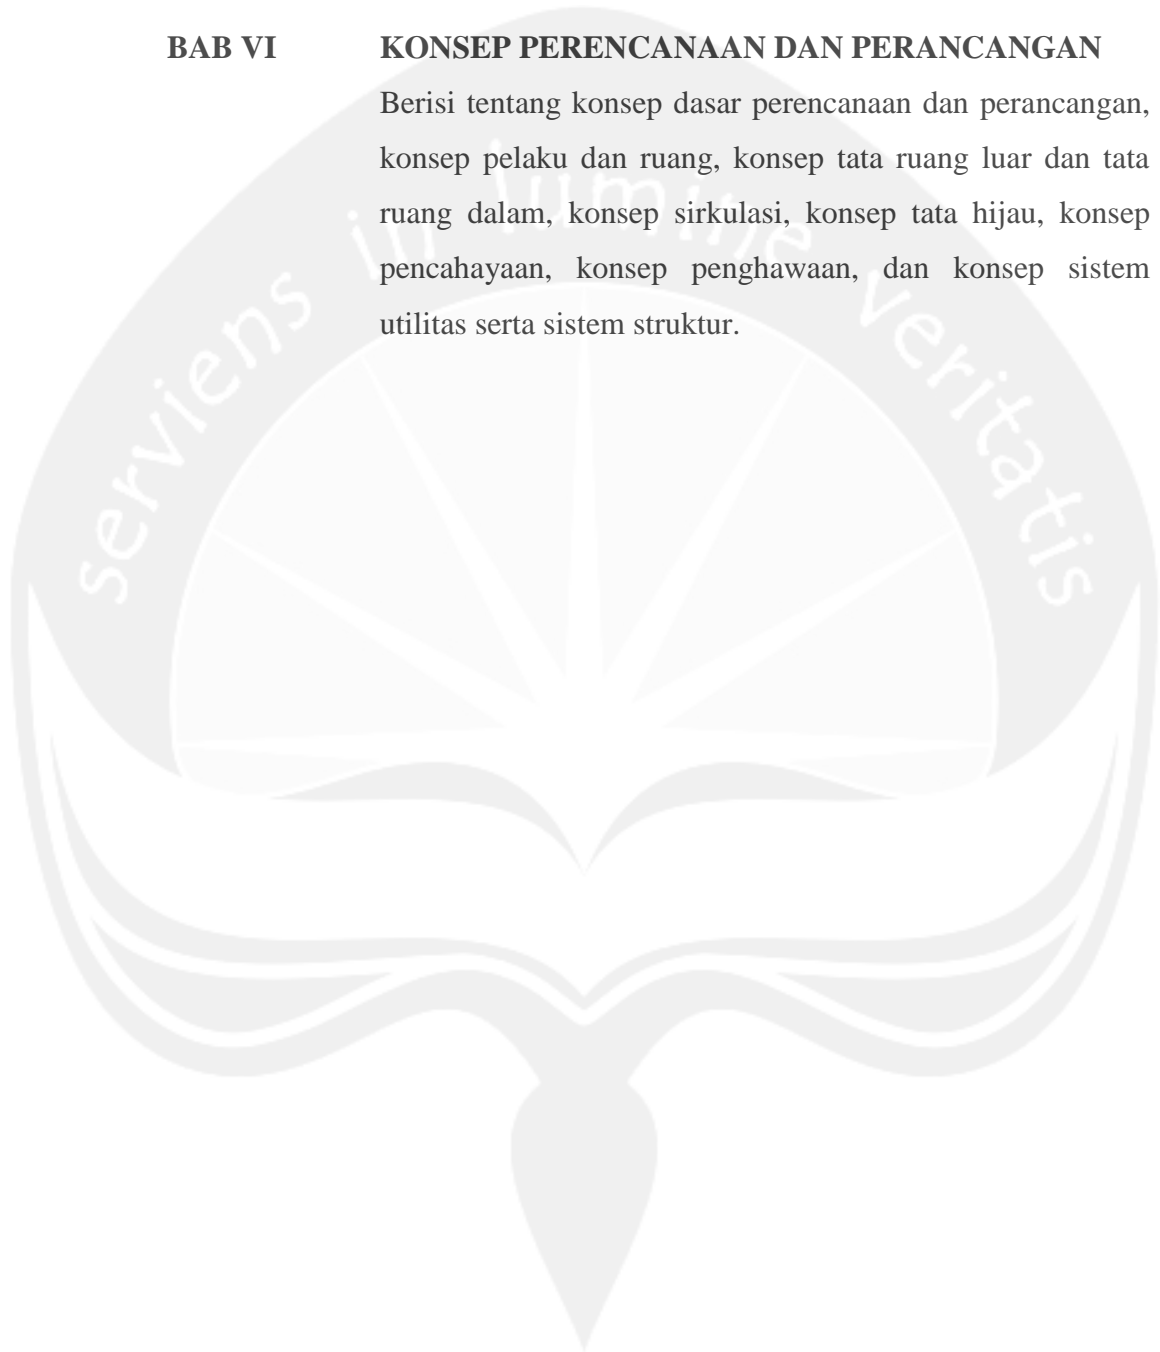 BAB VI KONSEP PERENCANAAN DAN PERANCANGAN
Berisi tentang konsep dasar perencanaan dan perancangan,
konsep pelaku dan ruang, konsep tata ruang luar dan tata
ruang dalam, konsep sirkulasi, konsep tata hijau, konsep
pencahayaan, konsep penghawaan, dan konsep sistem
utilitas serta sistem struktur.
serviens in lumine veritatis